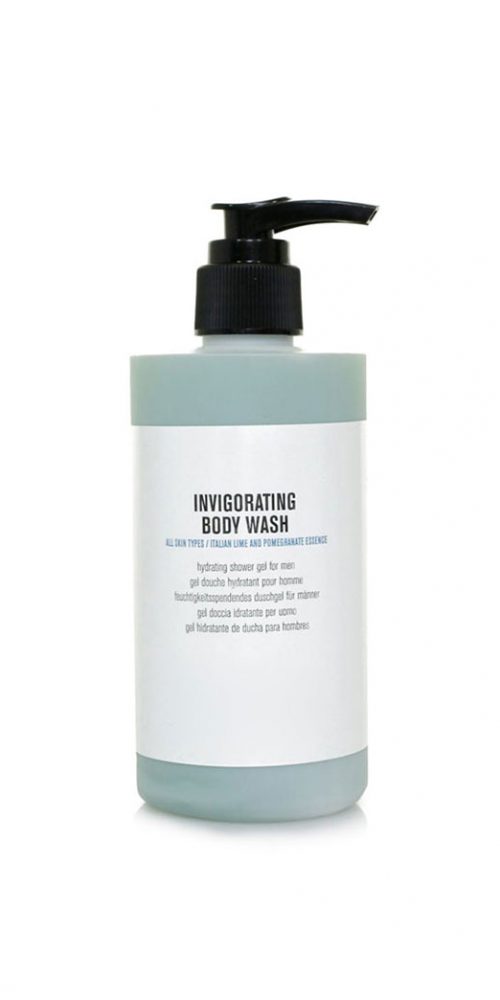 INVIGORATING
BODY WASH
ALL SKIN TYPES / ITALIAN LIME AND POMEGRANATE ESSENCE
hydrating shower gel for men
gel douche hydratant pour homme
feuchtigkeitsspendendes duschgel für männer
gel doccia idratante per uomo
gel hidratante de ducha para hombres